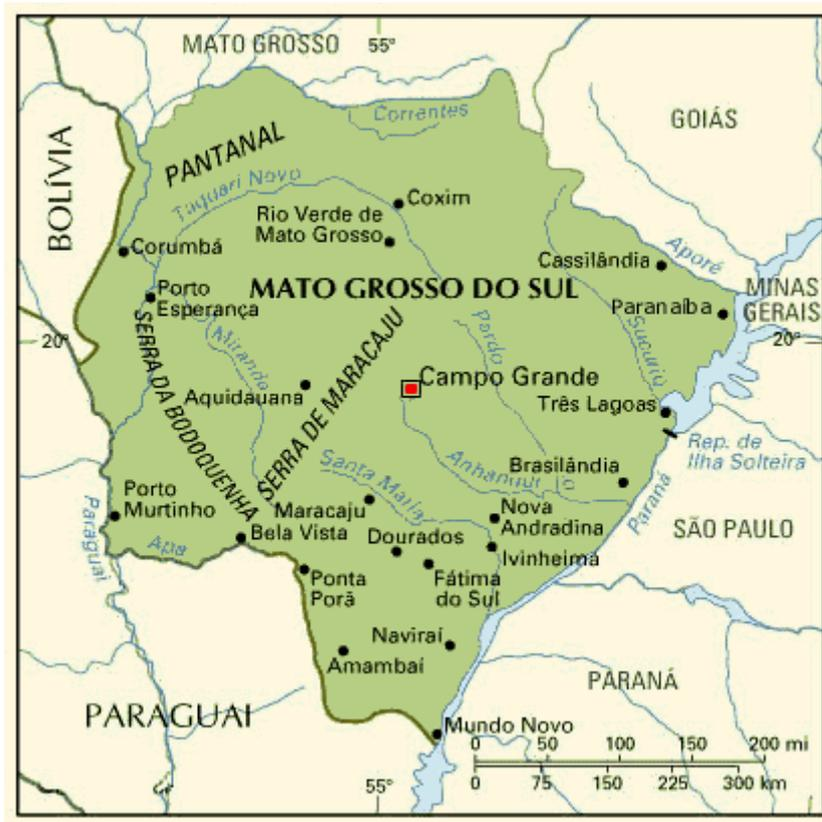 MATO GROSSO
55°
GOIÁS
BOLÍVIA
PANTANAL
Correntes
Taquari Novo
Coxim
Rio Verde de
Mato Grosso
Corumbá
Cassilândia
Aporé
Porto
Esperança
MATO GROSSO DO SUL
Paranaíba
MINAS
GERAIS
20°
20°
SERRA DA BODOQUENHA
Miranda
SERRA DE MARACAJU
Pardo
Sucuriú
Campo Grande
Aquidauana
Três Lagoas
Rep. de
Ilha Solteira
Brasilândia
Santa Maria
Paraná
Porto
Murtinho
Maracaju
Nova
Andradina
SÃO PAULO
Paraguai
Apa
Bela Vista
Dourados
Ivinheima
Ponta
Porã
Fátima
do Sul
Naviraí
Amambaí
PARANÁ
PARAGUAI
Mundo Novo
0 50 100 150 200 mi
0 75 150 225 300 km
55°